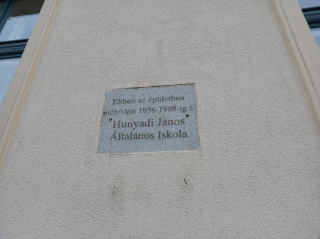 Ebben az épületben
működött 1956-1998-ig a
"Hunyadi János"
Általános Iskola